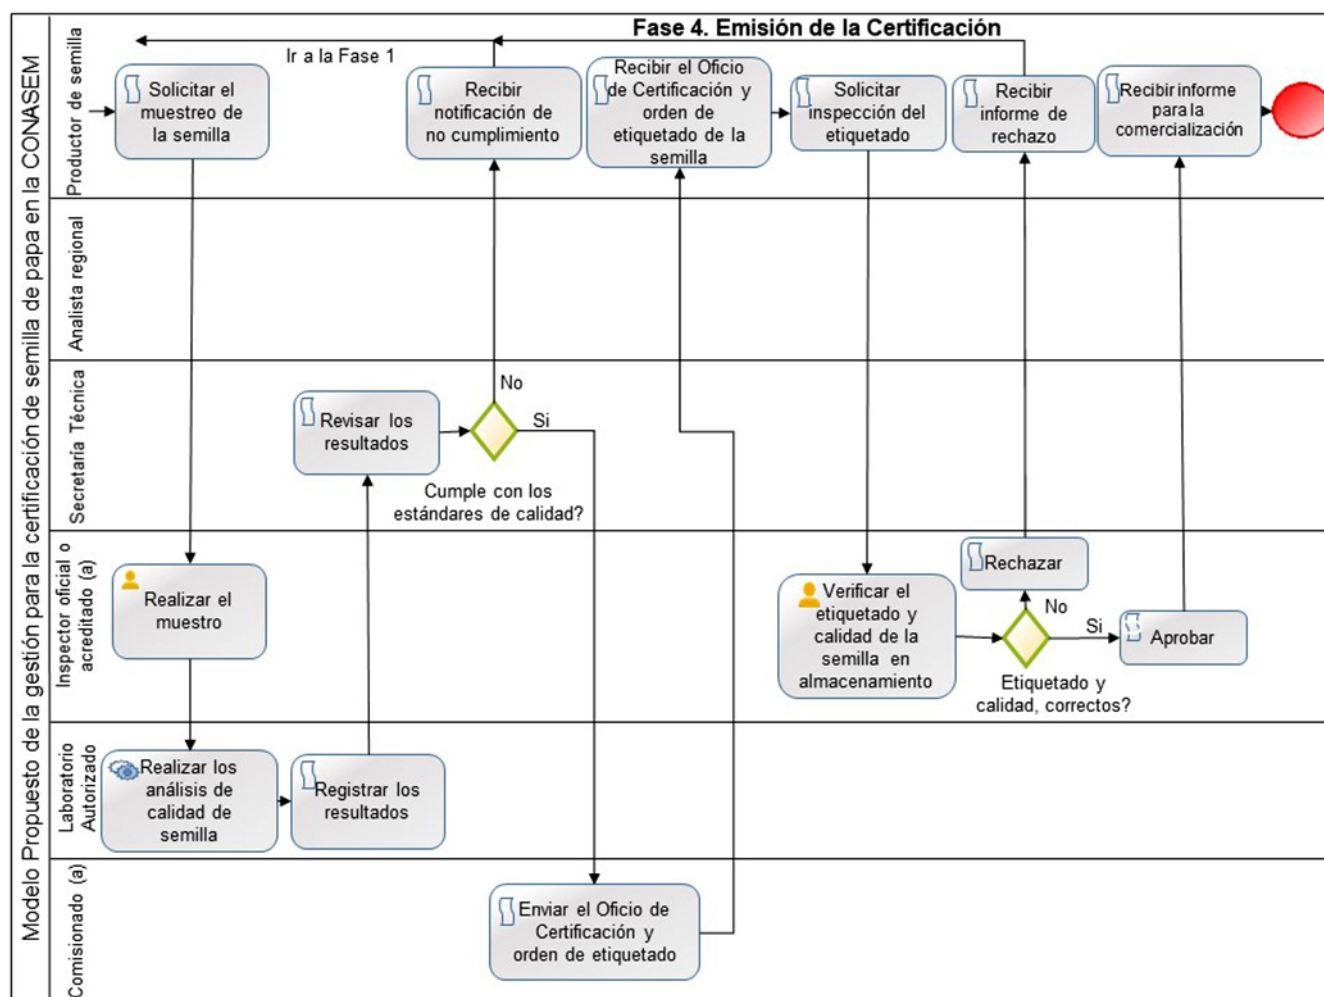 Modelo Propuesto de la gestión para la certificación de semilla de papa en la CONASEM
Fase 4. Emisión de la Certificación
Productor de semilla
Ir a la Fase 1
Solicitar el
muestreo de
la semilla
Recibir
notificación de
no cumplimiento
Recibir el Oficio
de Certificación y
orden de
etiquetado de la
semilla
Solicitar
inspección del
etiquetado
Recibir
informe de
rechazo
Recibir informe
para la
comercialización
Analista regional
Secretaría Técnica
Revisar los
resultados
No
Si
Cumple con los
estándares de calidad?
Inspector oficial o
acreditado (a)
Realizar el
muestro
Verificar el
etiquetado y
calidad de la
semilla en
almacenamiento
Rechazar
No
Si
Aprobar
Etiquetado y
calidad, correctos?
Laboratorio
Autorizado
Realizar los
análisis de
calidad de
semilla
Registrar los
resultados
Comisionado (a)
Enviar el Oficio de
Certificación y
orden de etiquetado